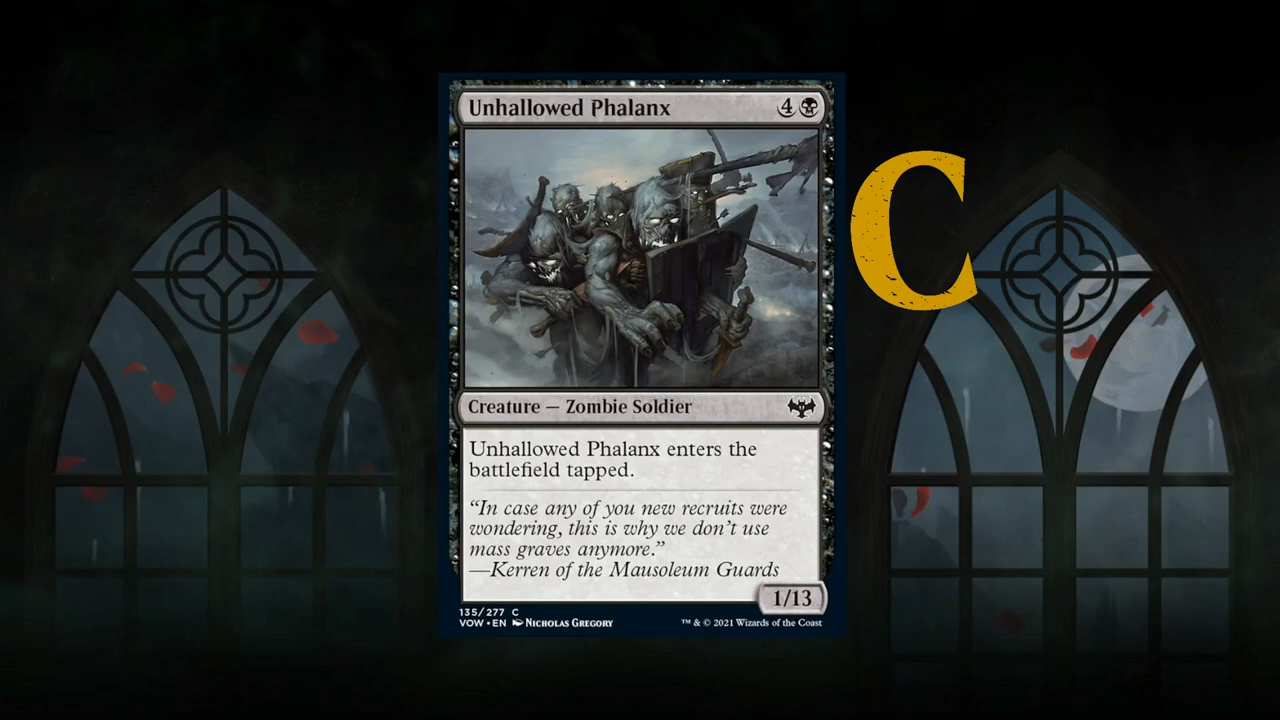 Unhallowed Phalanx 4
C
Creature — Zombie Soldier
Unhallowed Phalanx enters the
battlefield tapped.
“In case any of you new recruits were
wondering, this is why we don’t use
mass graves anymore.”
—Kerren of the Mausoleum Guards
1/13
135/277 C
VOW • EN Nicholas Gregory
™ & © 2021 Wizards of the Coast